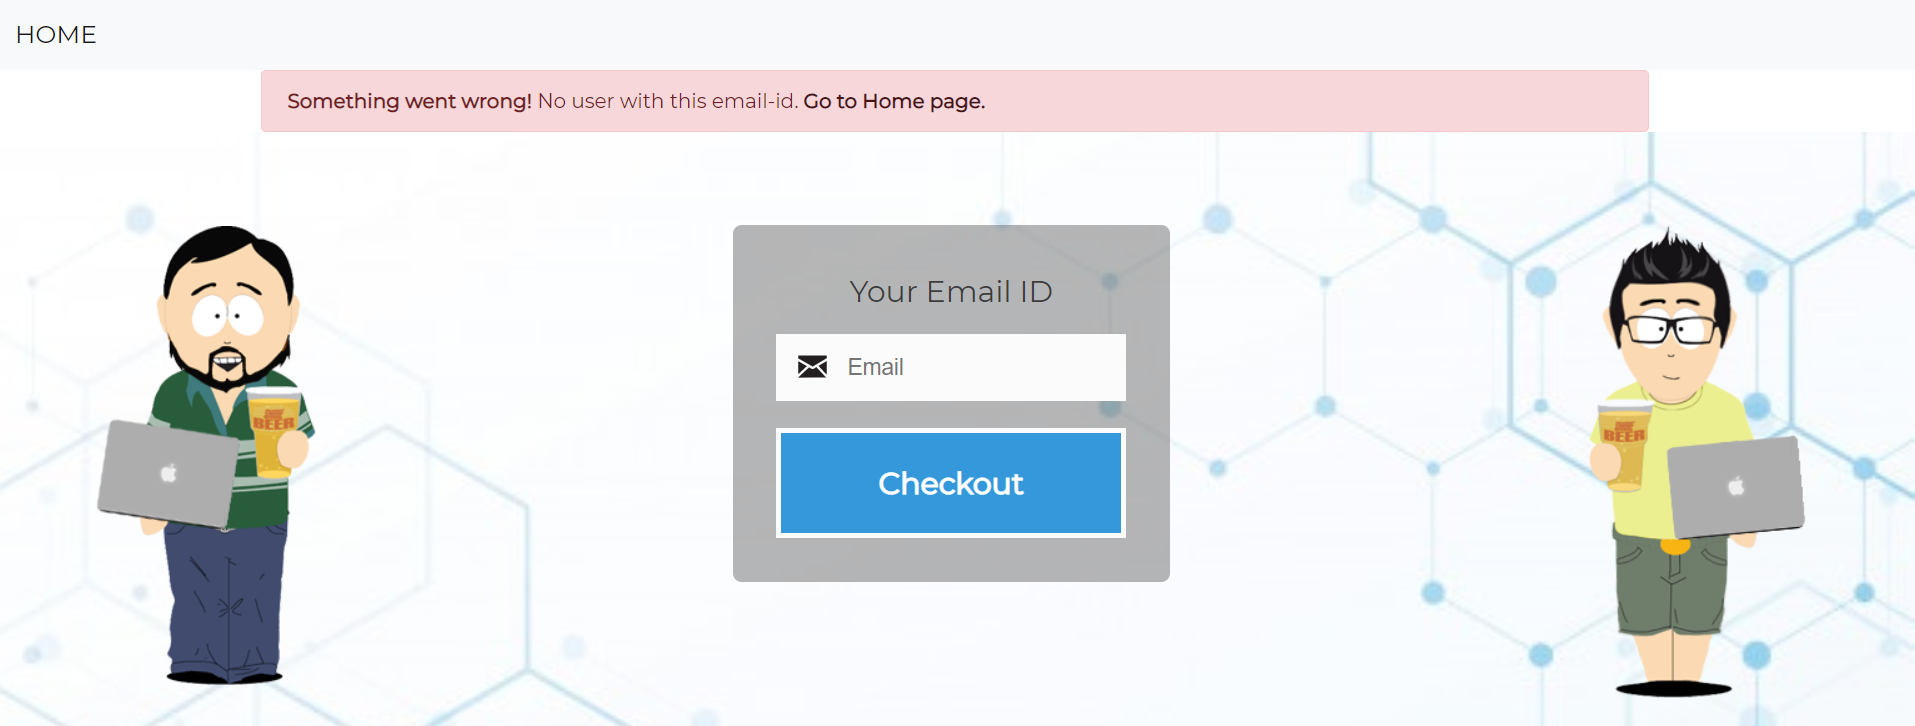 HOME
Something went wrong! No user with this email-id. Go to Home page.
Your Email ID
Email
Checkout
BEER
BEER